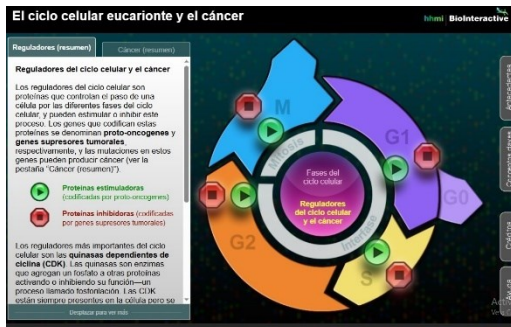 El ciclo celular eucarionte y el cáncer
hhmi BioInteractive
Reguladores (resumen)
Cáncer (resumen)
Reguladores del ciclo celular y el cáncer
Los reguladores del ciclo celular son
proteínas que controlan el paso de una
célula por las diferentes fases del ciclo
celular, y pueden estimular o inhibir este
proceso. Los genes que codifican estas
proteínas se denominan proto-oncogenes y
genes supresores tumorales,
respectivamente, y las mutaciones en estos
genes pueden producir cáncer (ver la
pestaña "Cáncer (resumen)").
Proteínas estimuladoras
(codificadas por proto-oncogenes)
Proteínas inhibidoras (codificadas
por genes supresores tumorales)
Los reguladores más importantes del ciclo
celular son las quinasas dependientes de
ciclina (CDK). Las quinasas son enzimas
que agregan un fosfato a otras proteínas
activando o inhibiendo su función—un
proceso llamado fosforilación. Las CDK
están siempre presentes en la célula pero se
Desplazar para ver más
M
G1
G0
G2
S
Mitosis
Interfase
Fases del
ciclo celular
Reguladores
del ciclo celular
y el cáncer
Antecedentes
Ayuda